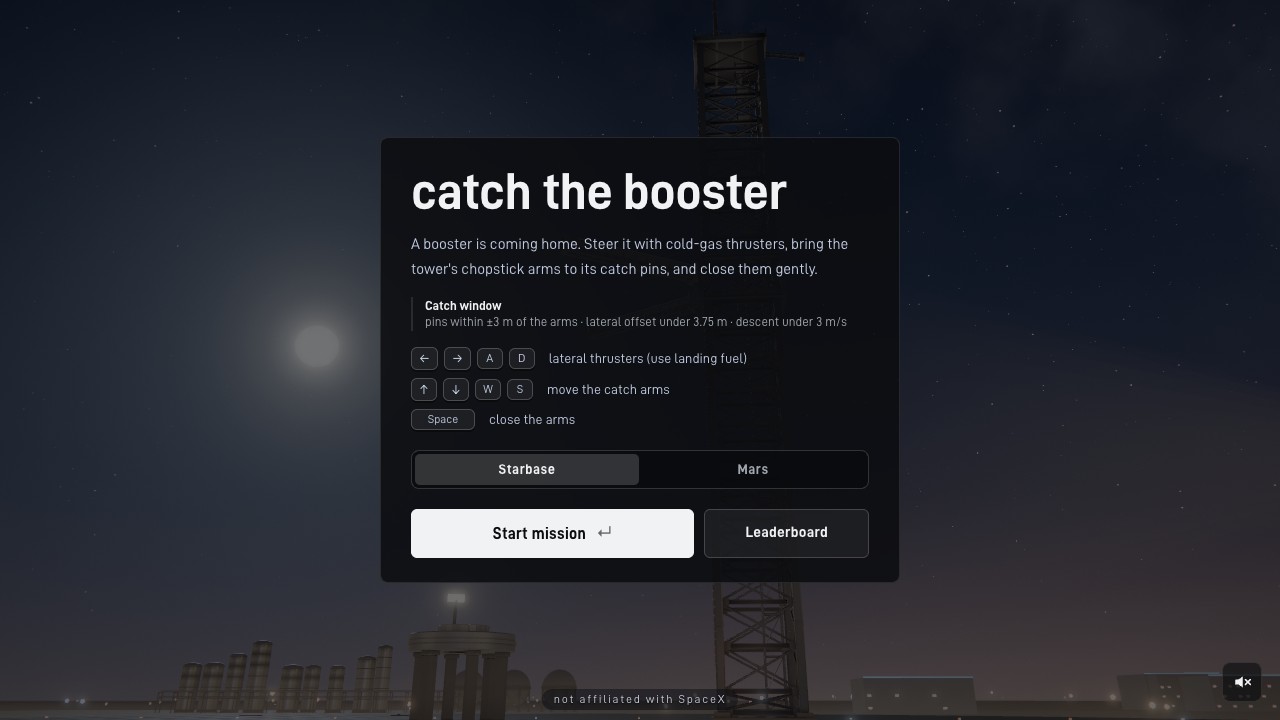 catch the booster
A booster is coming home. Steer it with cold-gas thrusters, bring the
tower's chopstick arms to its catch pins, and close them gently.
Catch window
pins within ±3 m of the arms · lateral offset under 3.75 m · descent under 3 m/s
← → A D lateral thrusters (use landing fuel)
↑ ↓ W S move the catch arms
Space close the arms
Starbase Mars
Start mission ↵ Leaderboard
not affiliated with SpaceX